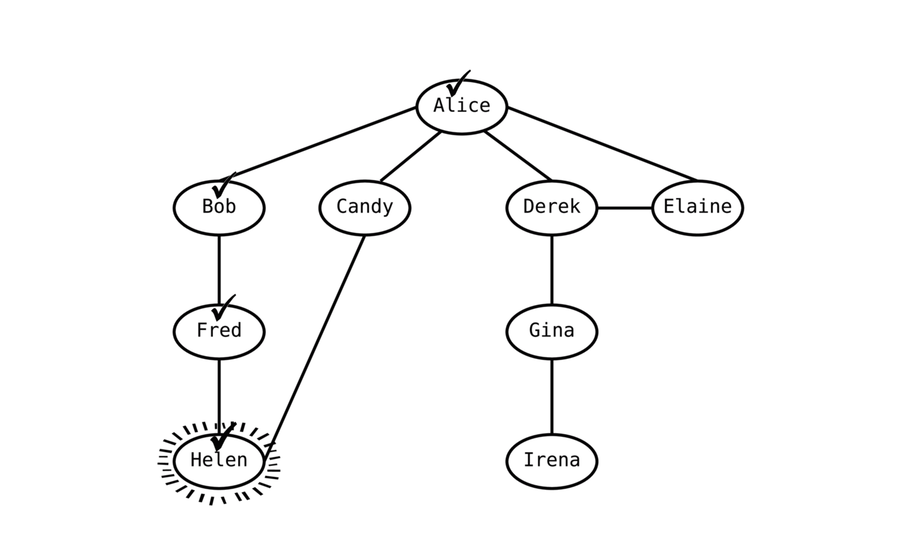 Alice
Bob
Candy
Derek
Elaine
Fred
Gina
Helen
Irena